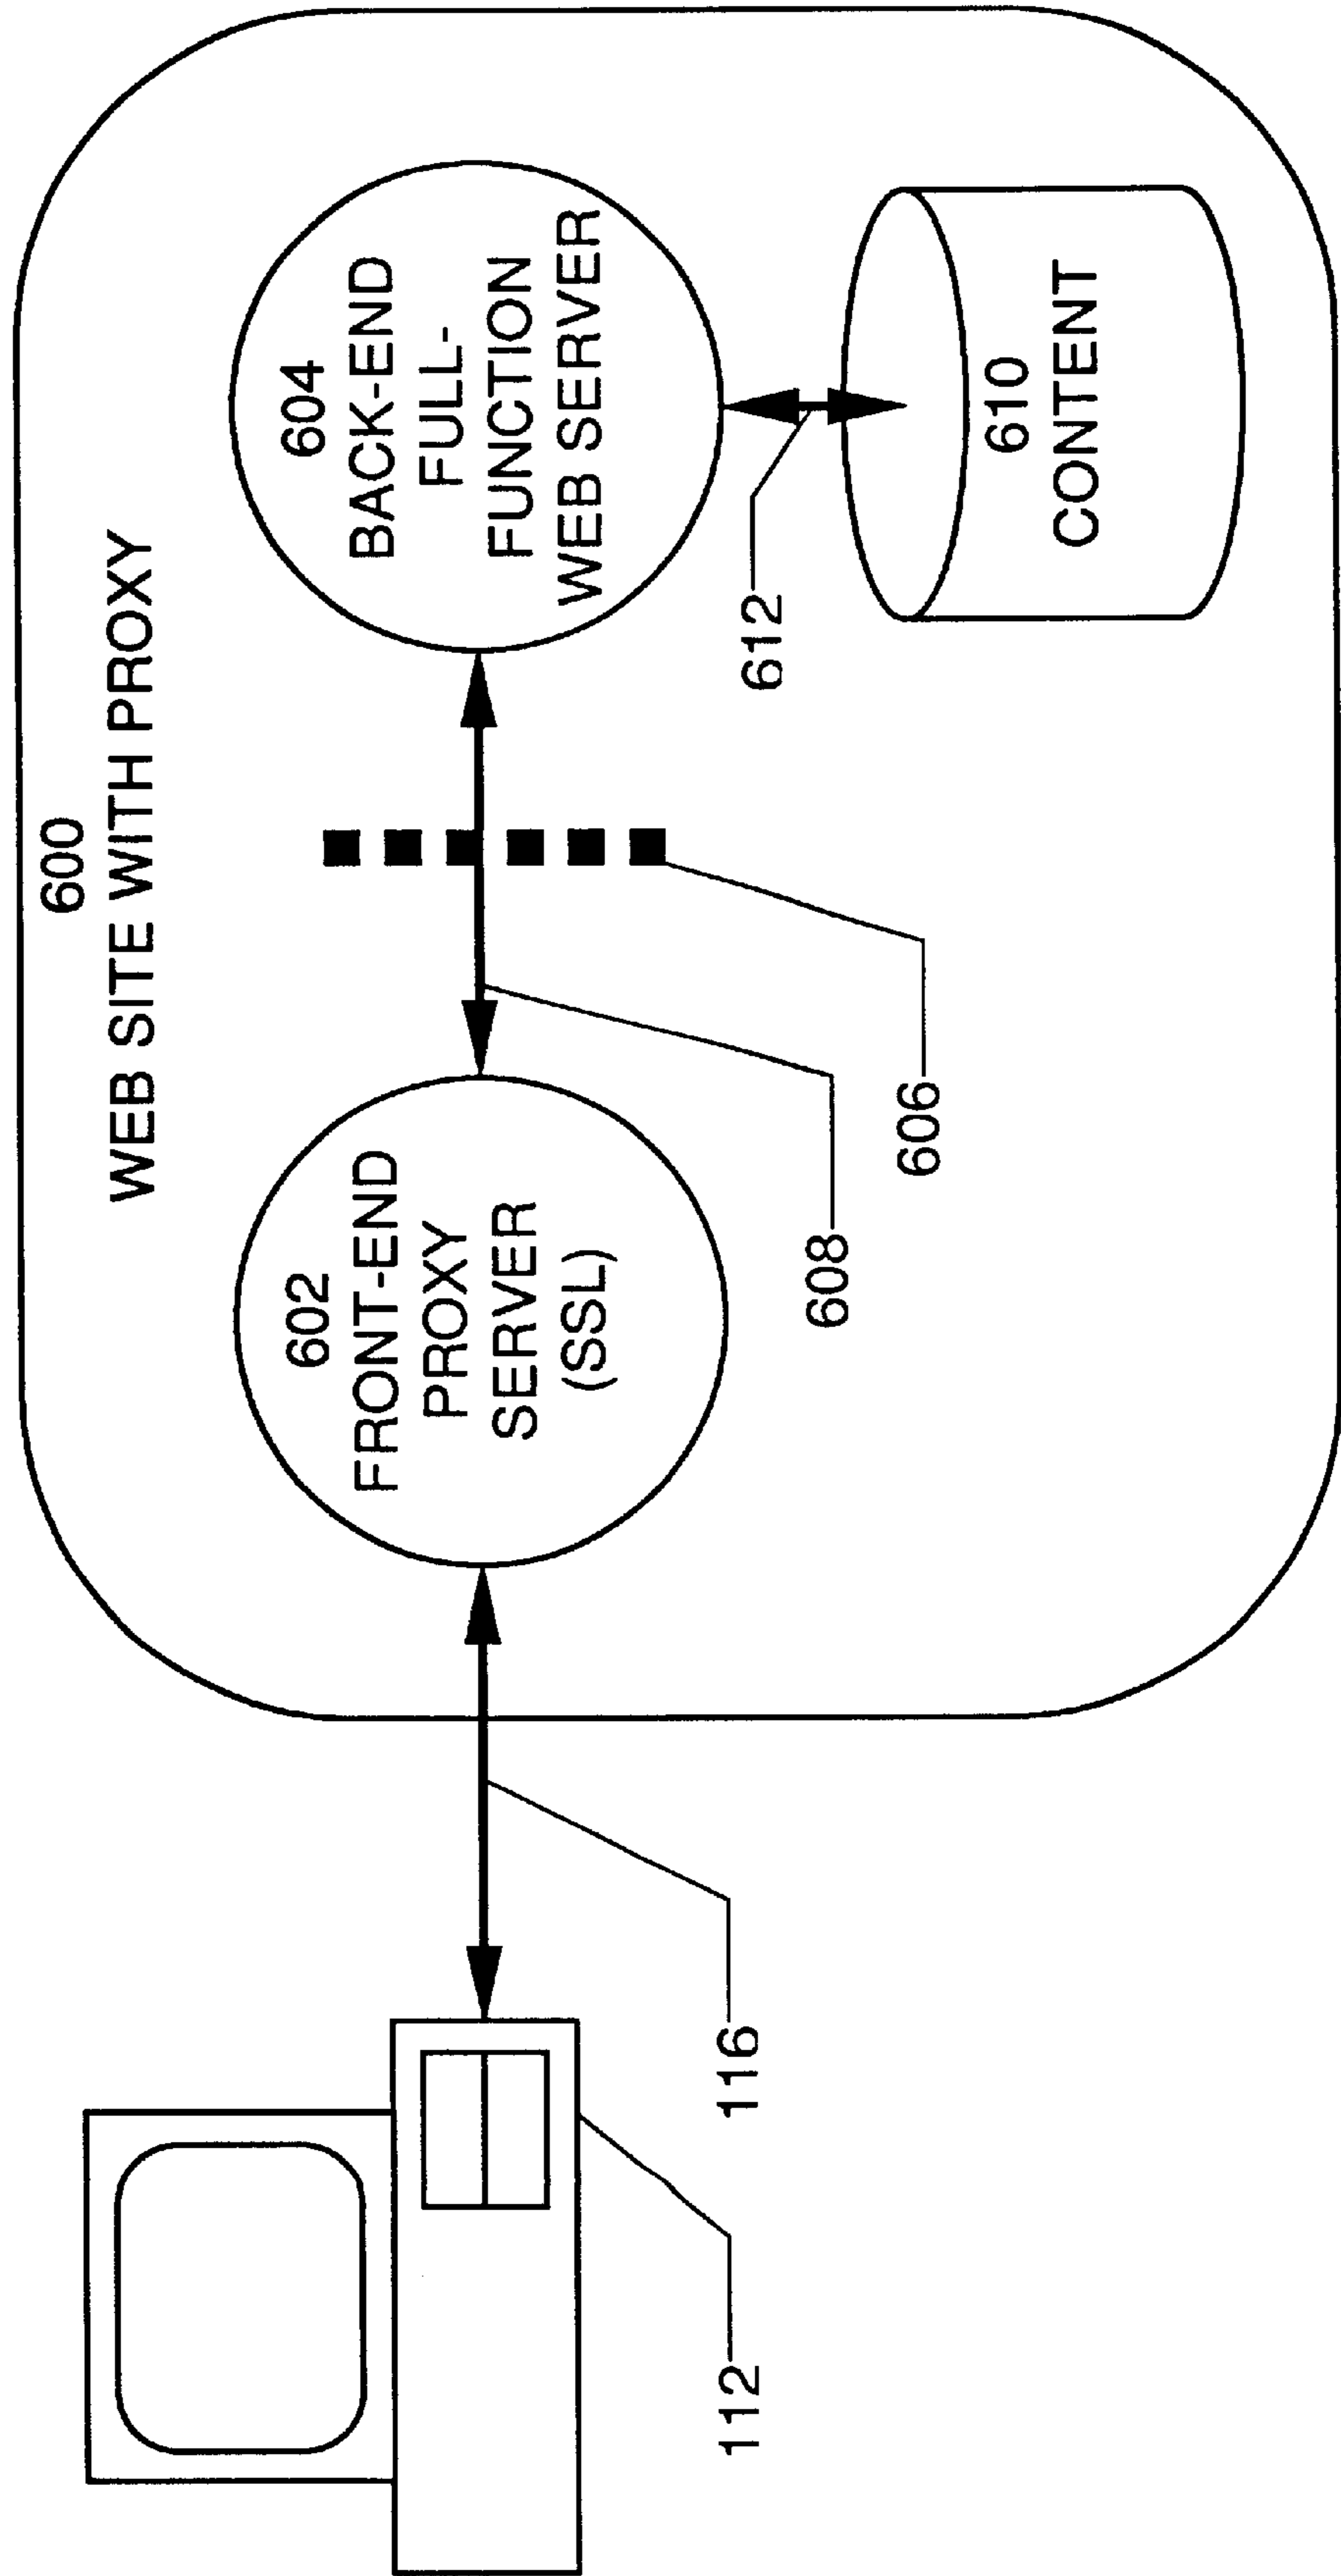 600
WEB SITE WITH PROXY
602
FRONT-END
PROXY
SERVER
(SSL)
604
BACK-END
FULL-
FUNCTION
WEB SERVER
112
116
608
606
612
610
CONTENT